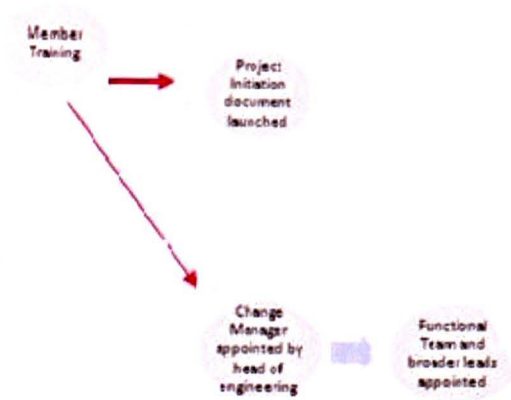 Member
Training
Project
Initiation
document
launched
Change
Manager
appointed by
head of
engineering
Functional
Team and
broader leads
appointed